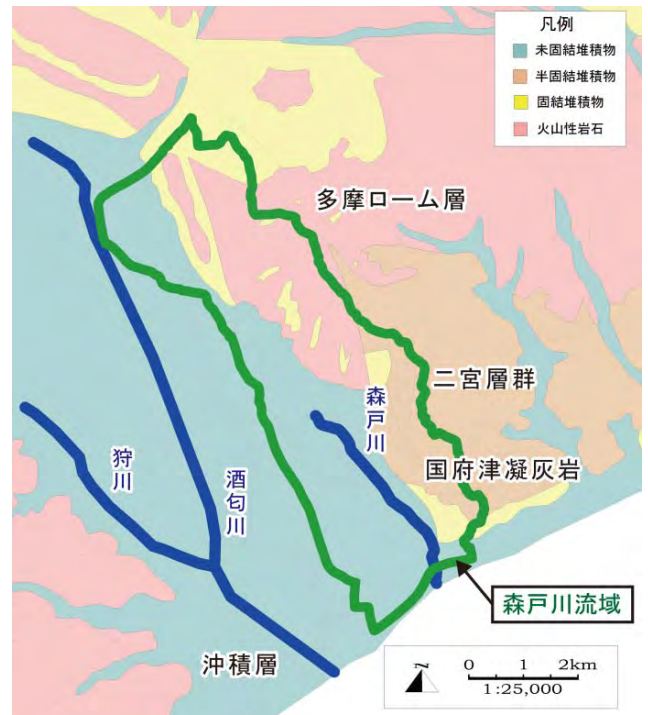 凡例
未固結堆積物
半固結堆積物
固結堆積物
火山性岩石
多摩ローム層
二宮層群
森戸川
国府津凝灰岩
狩川
酒匂川
森戸川流域
沖積層
N
0 1 2km
1:25,000